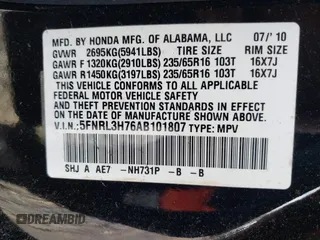 MFD. BY HONDA MFG. OF ALABAMA, LLC 07/'10
GVWR 2695KG(5941LBS) TIRE SIZE RIM SIZE
GAWR F 1320KG(2910LBS) 235/65R16 103T 16X7J
GAWR R1450KG(3197LBS) 235/65R16 103T 16X7J
THIS VEHICLE CONFORMS TO ALL APPLICABLE
FEDERAL MOTOR VEHICLE SAFETY AND
THEFT PREVENTION STANDARDS IN EFFECT ON
THE DATE OF MANUFACTURE SHOWN ABOVE.
V.I.N.: 5FNRL3H76AB101807 TYPE: MPV
SHJ A AE7 -NH731P -B -B
DREAMBID